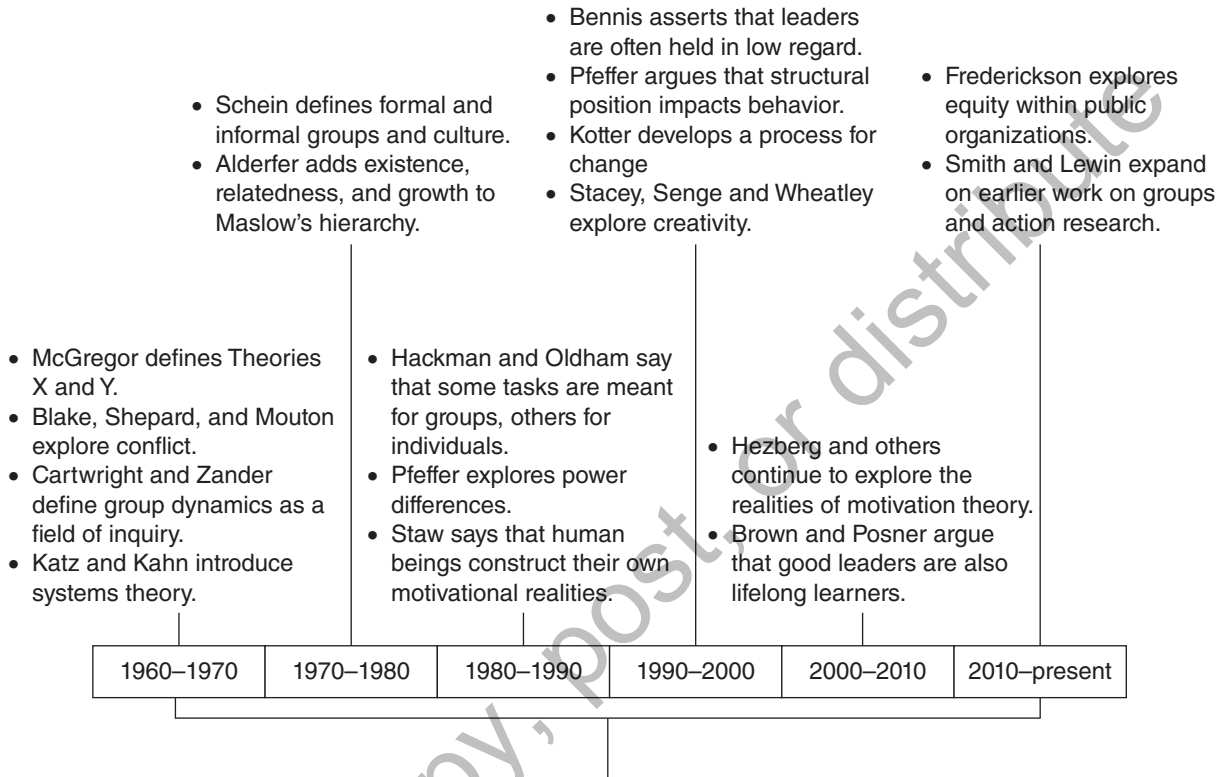 • Bennis asserts that leaders
are often held in low regard.
• Pfeffer argues that structural
position impacts behavior.
• Kotter develops a process for
change
• Stacey, Senge and Wheatley
explore creativity.
• Frederickson explores
equity within public
organizations.
• Smith and Lewin expand
on earlier work on groups
and action research.
• Schein defines formal and
informal groups and culture.
• Alderfer adds existence,
relatedness, and growth to
Maslow's hierarchy.
• McGregor defines Theories
X and Y.
• Blake, Shepard, and Mouton
explore conflict.
• Cartwright and Zander
define group dynamics as a
field of inquiry.
• Katz and Kahn introduce
systems theory.
• Hackman and Oldham say
that some tasks are meant
for groups, others for
individuals.
• Pfeffer explores power
differences.
• Staw says that human
beings construct their own
motivational realities.
• Hezberg and others
continue to explore the
realities of motivation theory.
• Brown and Posner argue
that good leaders are also
lifelong learners.
1960–1970 1970–1980 1980–1990 1990–2000 2000–2010 2010–present
post, or distribute